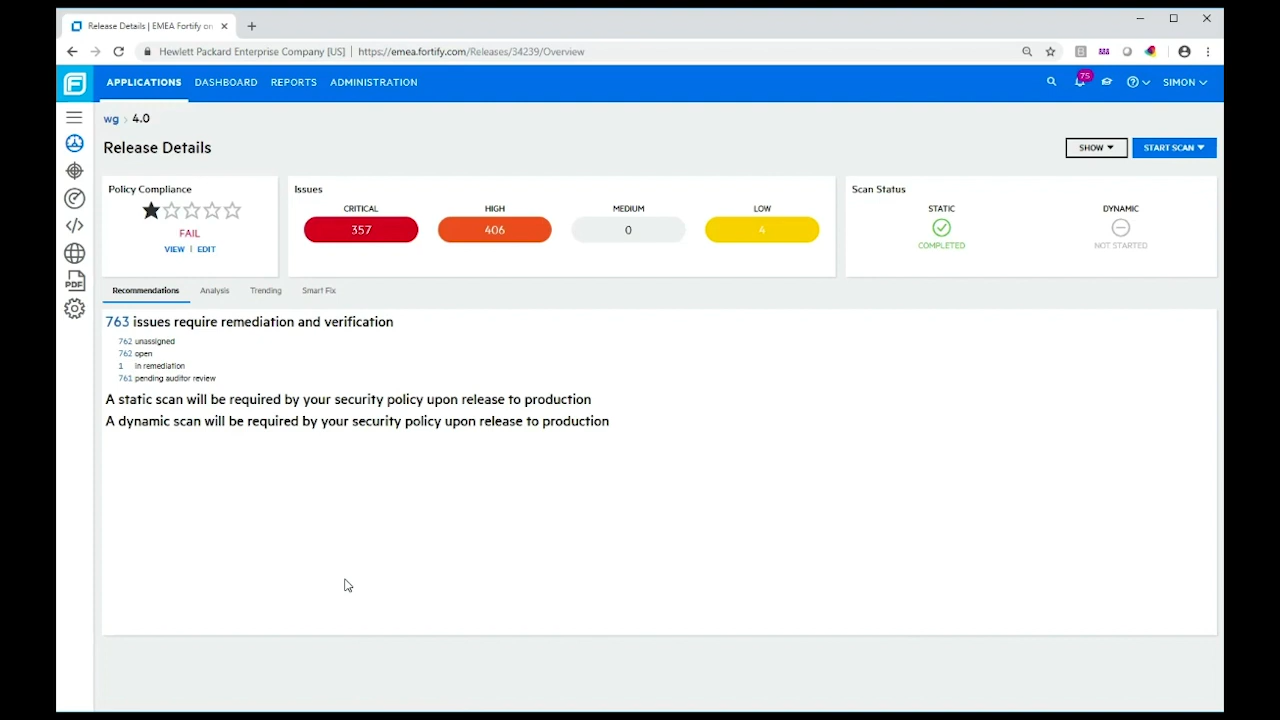 Release Details | EMEA Fortify on
Hewlett Packard Enterprise Company [US] | https://emea.fortify.com/Releases/34239/Overview
APPLICATIONS DASHBOARD REPORTS ADMINISTRATION 75 SIMON
wg > 4.0
Release Details SHOW START SCAN
Policy Compliance
FAIL
VIEW | EDIT
Issues
CRITICAL HIGH MEDIUM LOW
357 406 0 4
Scan Status
STATIC DYNAMIC
COMPLETED NOT STARTED
PDF
Recommendations Analysis Trending Smart Fix
763 issues require remediation and verification
762 unassigned
762 open
1 in remediation
761 pending auditor review
A static scan will be required by your security policy upon release to production
A dynamic scan will be required by your security policy upon release to production